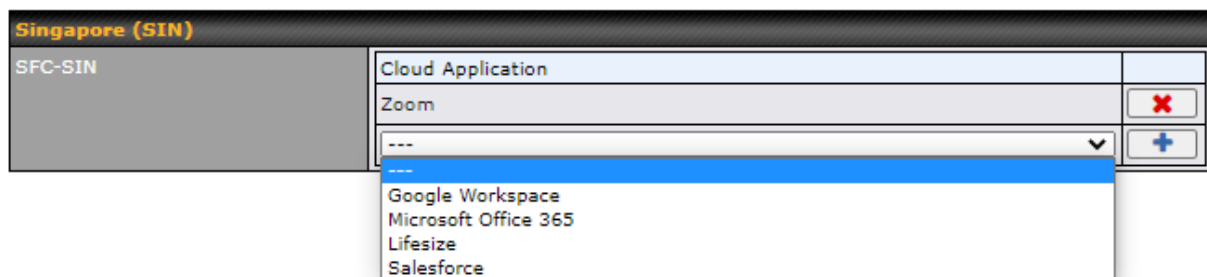 Singapore (SIN)
SFC-SIN
Cloud Application
Zoom
---
---
Google Workspace
Microsoft Office 365
Lifesize
Salesforce